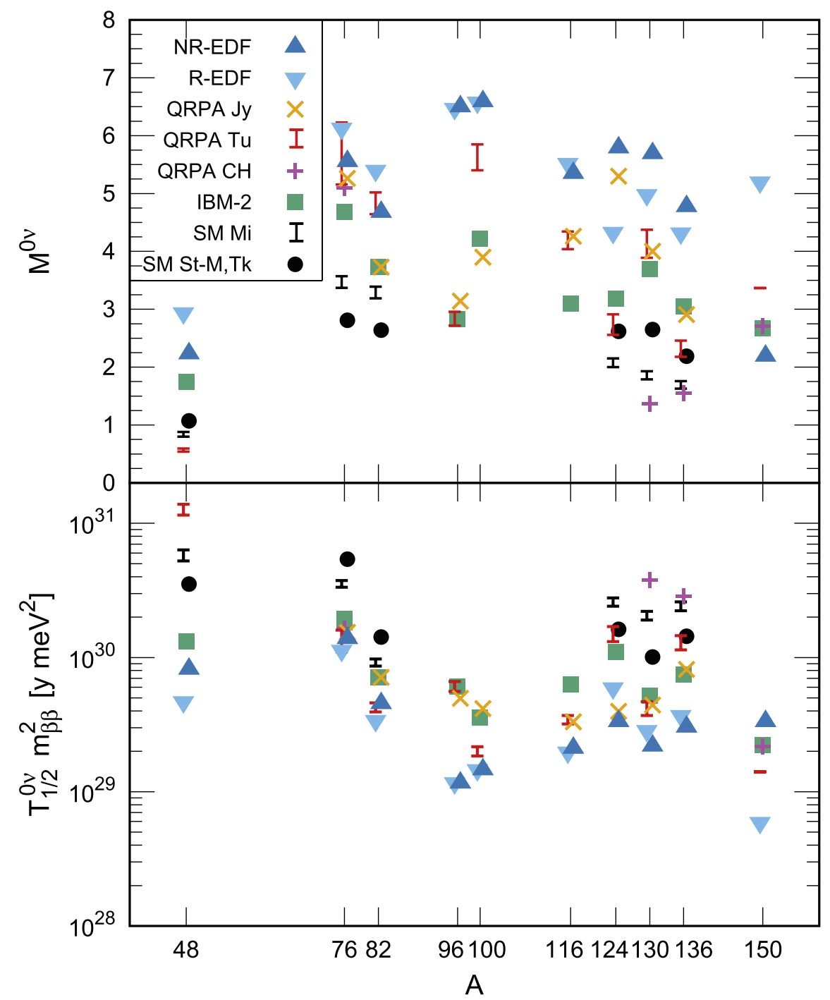 8
7
6
5
4
3
2
1
0
M⁰ᵛ
NR-EDF
R-EDF
QRPA Jy
QRPA Tu
QRPA CH
IBM-2
SM Mi
SM St-M,Tk
10³¹
10³⁰
10²⁹
10²⁸
T⁰ᵛ₁/₂ m²ββ [y meV²]
48 76 82 96 100 116 124 130 136 150
A